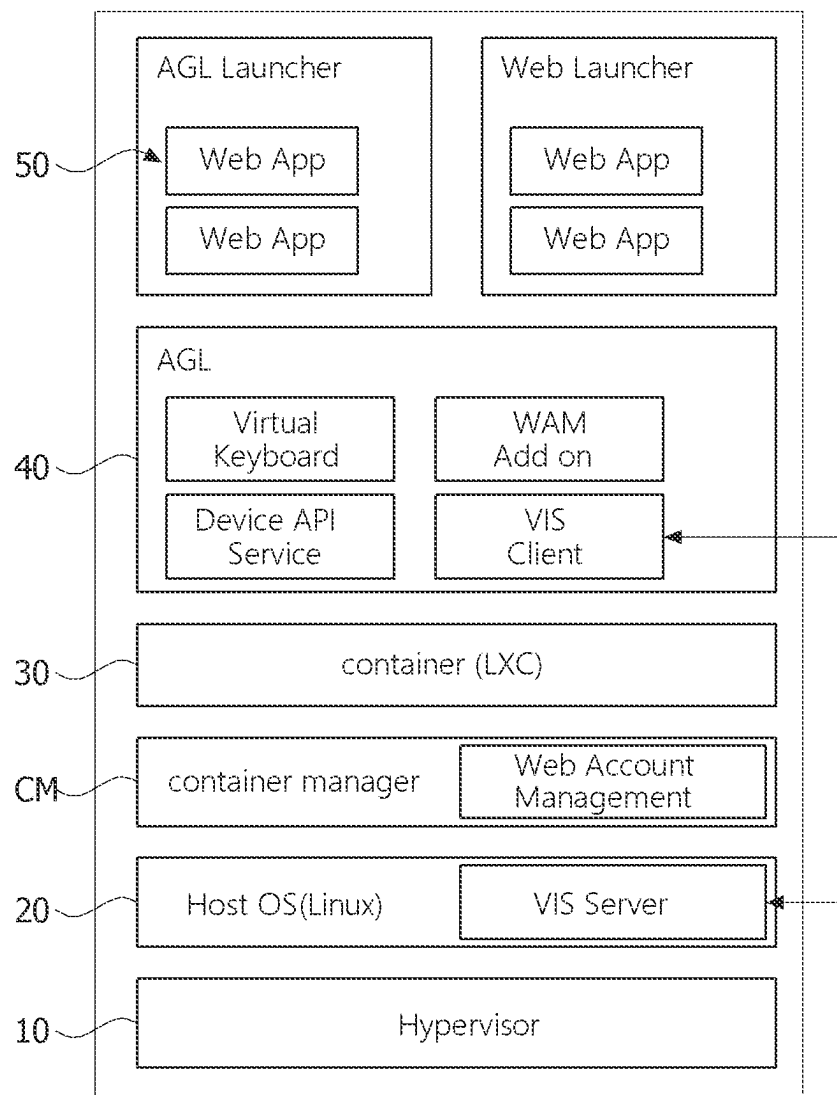 AGL Launcher
Web Launcher
50
Web App
Web App
Web App
Web App
AGL
40
Virtual
Keyboard
WAM
Add on
Device API
Service
VIS
Client
30
container (LXC)
CM
container manager
Web Account
Management
20
Host OS(Linux)
VIS Server
10
Hypervisor